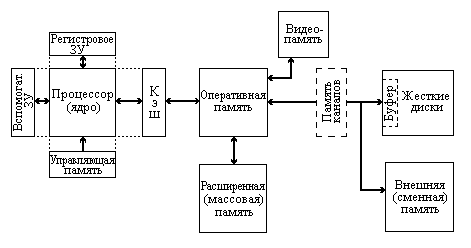 Видео-
память
Регистровое
ЗУ
Вспомогат.
ЗУ
Процессор
(ядро)
К
э
ш
Оперативная
память
Память
каналов
Буфер
Жесткие
диски
Управляющая
память
Расширенная
(массовая)
память
Внешняя
(сменная)
память